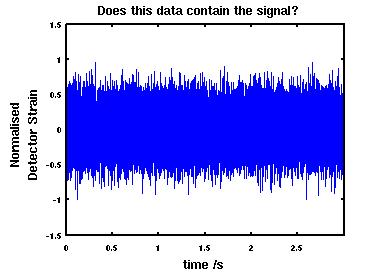 Does this data contain the signal?
1.5
1
0.5
0
-0.5
-1
-1.5
Normalised
Detector Strain
0 0.5 1 1.5 2 2.5
time /s